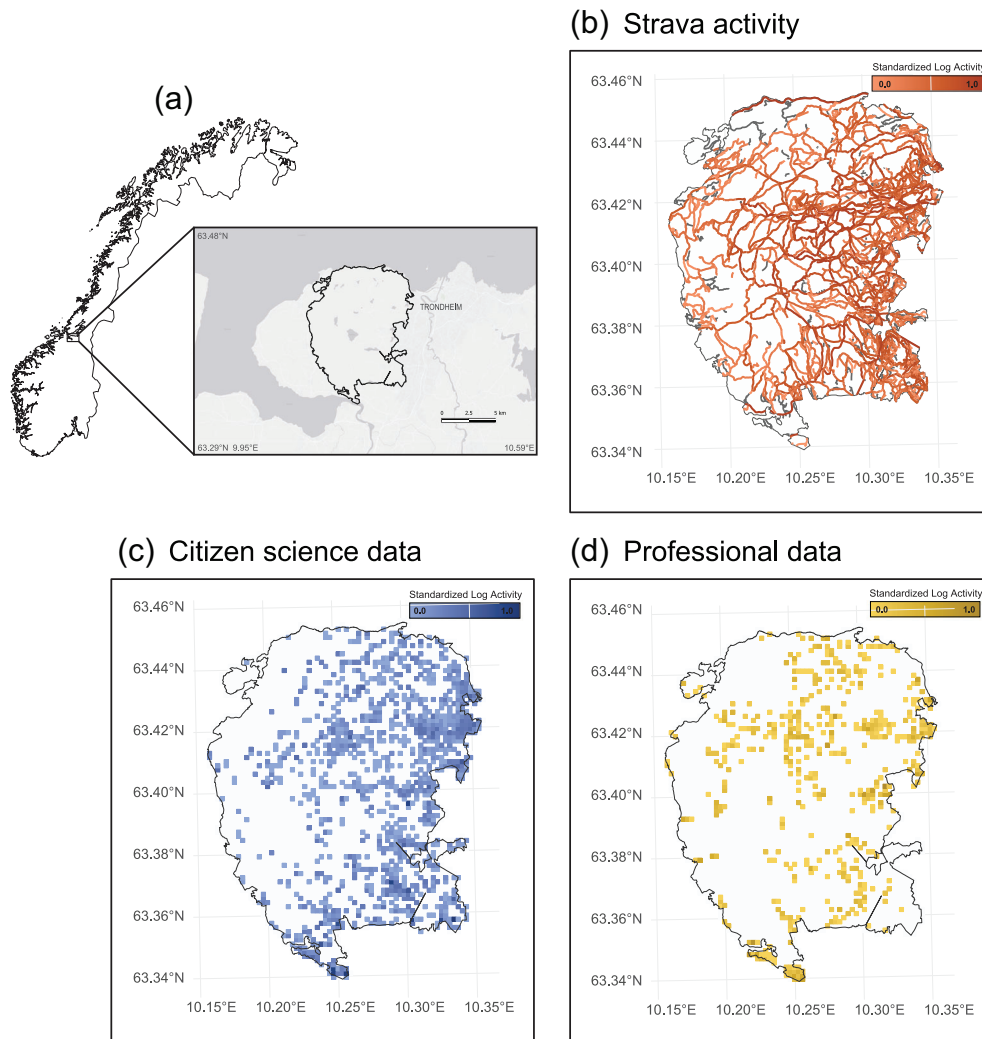 (a)
63.48°N
TRONDHEIM
0 2.5 5 km
63.29°N 9.95°E
10.59°E
(b) Strava activity
Standardized Log Activity
0.0 1.0
63.46°N
63.44°N
63.42°N
63.40°N
63.38°N
63.36°N
63.34°N
10.15°E 10.20°E 10.25°E 10.30°E 10.35°E
(c) Citizen science data
Standardized Log Activity
0.0 1.0
63.46°N
63.44°N
63.42°N
63.40°N
63.38°N
63.36°N
63.34°N
10.15°E 10.20°E 10.25°E 10.30°E 10.35°E
(d) Professional data
Standardized Log Activity
0.0 1.0
63.46°N
63.44°N
63.42°N
63.40°N
63.38°N
63.36°N
63.34°N
10.15°E 10.20°E 10.25°E 10.30°E 10.35°E